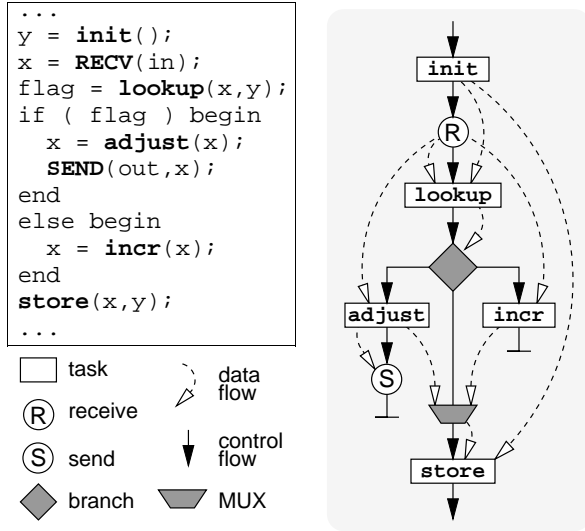 ...
y = init();
x = RECV(in);
flag = lookup(x,y);
if ( flag ) begin
x = adjust(x);
SEND(out,x);
end
else begin
x = incr(x);
end
store(x,y);
...
task
data
flow
R
receive
S
send
control
flow
branch
MUX
init
R
lookup
adjust
incr
S
store